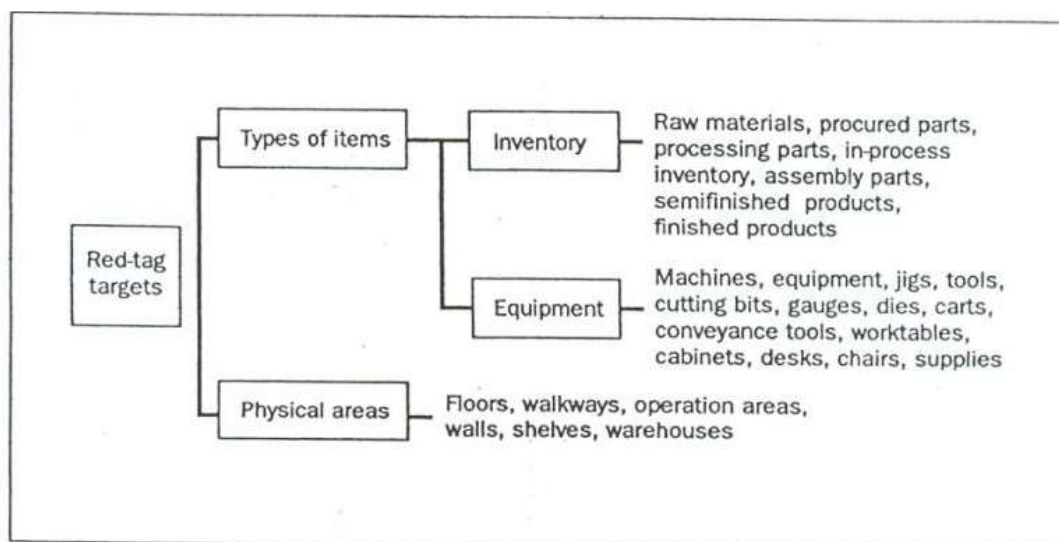 Red-tag
targets
Types of items
Inventory
Raw materials, procured parts,
processing parts, in-process
inventory, assembly parts,
semifinished products,
finished products
Equipment
Machines, equipment, jigs, tools,
cutting bits, gauges, dies, carts,
conveyance tools, worktables,
cabinets, desks, chairs, supplies
Physical areas
Floors, walkways, operation areas,
walls, shelves, warehouses